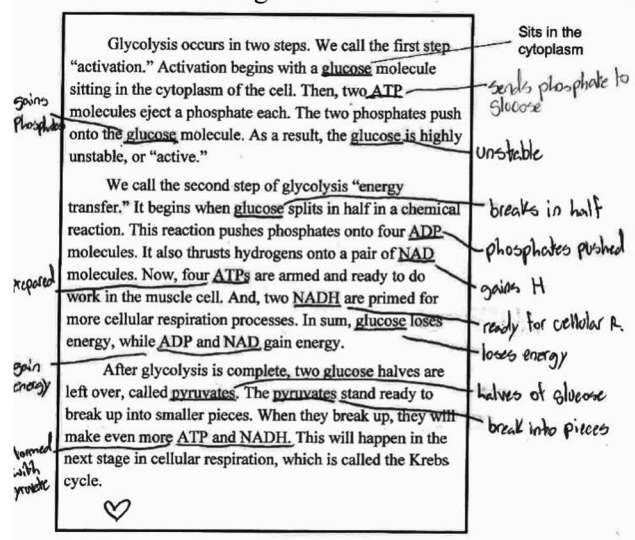 Sits in the
cytoplasm
Glycolysis occurs in two steps. We call the first step
“activation.” Activation begins with a glucose molecule
sitting in the cytoplasm of the cell. Then, two ATP
sends phosphate to
glucose
gains
Phosphates
molecules eject a phosphate each. The two phosphates push
onto the glucose molecule. As a result, the glucose is highly
unstable, or “active.”
unstable
We call the second step of glycolysis “energy
transfer.” It begins when glucose splits in half in a chemical
breaks in half
reaction. This reaction pushes phosphates onto four ADP
phosphates pushed
molecules. It also thrusts hydrogens onto a pair of NAD
gains H
prepared
molecules. Now, four ATPs are armed and ready to do
work in the muscle cell. And, two NADH are primed for
ready for cellular R.
more cellular respiration processes. In sum, glucose loses
energy, while ADP and NAD gain energy.
loses energy
gain
energy
After glycolysis is complete, two glucose halves are
left over, called pyruvates. The pyruvates stand ready to
halves of glucose
break up into smaller pieces. When they break up, they will
break into pieces
make even more ATP and NADH. This will happen in the
formed
with
next stage in cellular respiration, which is called the Krebs
cycle.